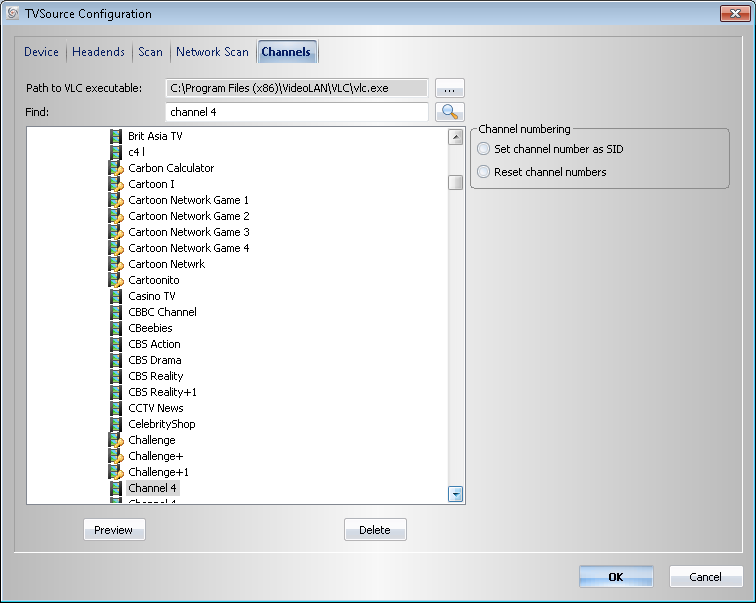 TVSource Configuration
Device Headends Scan Network Scan Channels
Path to VLC executable: C:\Program Files (x86)\VideoLAN\VLC\vlc.exe ...
Find: channel 4
Channel numbering
Set channel number as SID
Reset channel numbers
Brit Asia TV
c4 l
Carbon Calculator
Cartoon I
Cartoon Network Game 1
Cartoon Network Game 2
Cartoon Network Game 3
Cartoon Network Game 4
Cartoon Netwrk
Cartoonito
Casino TV
CBBC Channel
CBeebies
CBS Action
CBS Drama
CBS Reality
CBS Reality+1
CCTV News
CelebrityShop
Challenge
Challenge+
Challenge+1
Channel 4
Channel 4
Preview Delete
OK Cancel